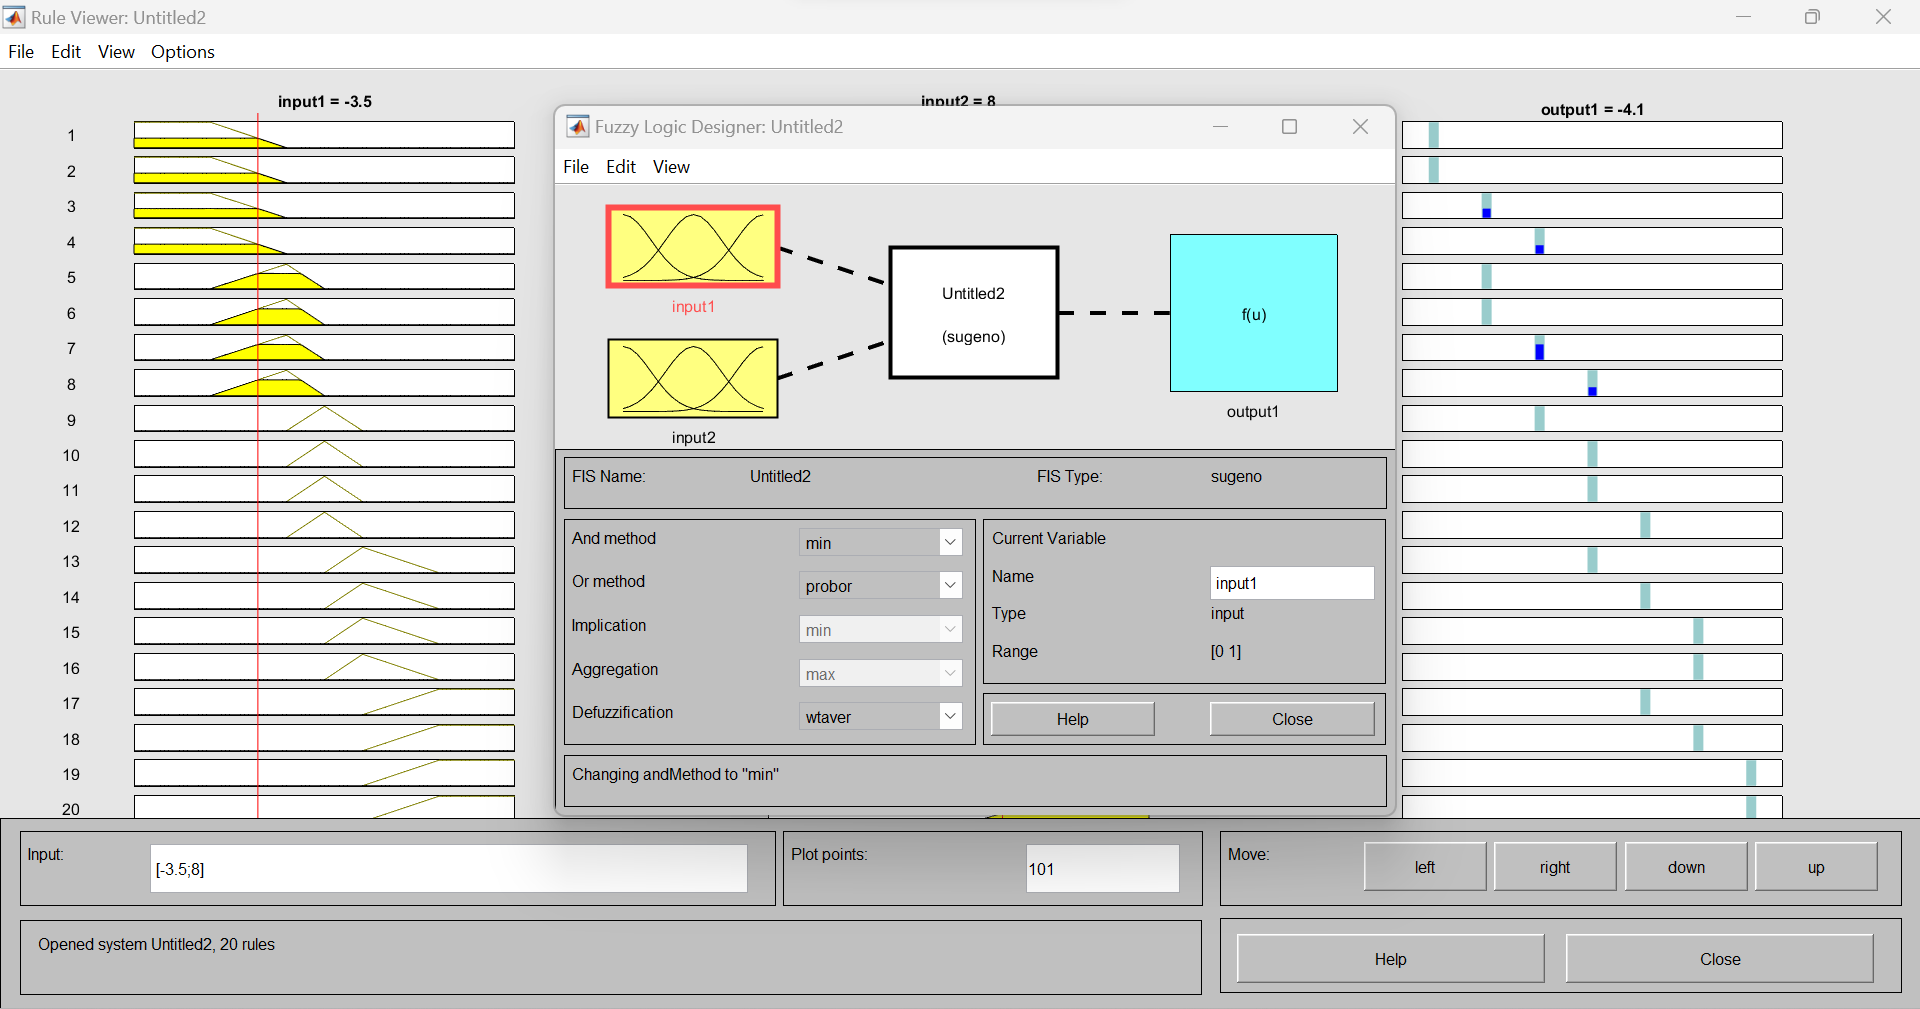 Rule Viewer: Untitled2
File Edit View Options
input1 = -3.5
input2 = 8
output1 = -4.1
1
2
3
4
5
6
7
8
9
10
11
12
13
14
15
16
17
18
19
20
Fuzzy Logic Designer: Untitled2
File Edit View
input1
input2
Untitled2
(sugeno)
f(u)
output1
FIS Name: Untitled2 FIS Type: sugeno
And method min
Or method probor
Implication min
Aggregation max
Defuzzification wtaver
Current Variable
Name input1
Type input
Range [0 1]
Help Close
Changing andMethod to "min"
Input: [-3.5;8]
Plot points: 101
Move: left right down up
Opened system Untitled2, 20 rules
Help Close